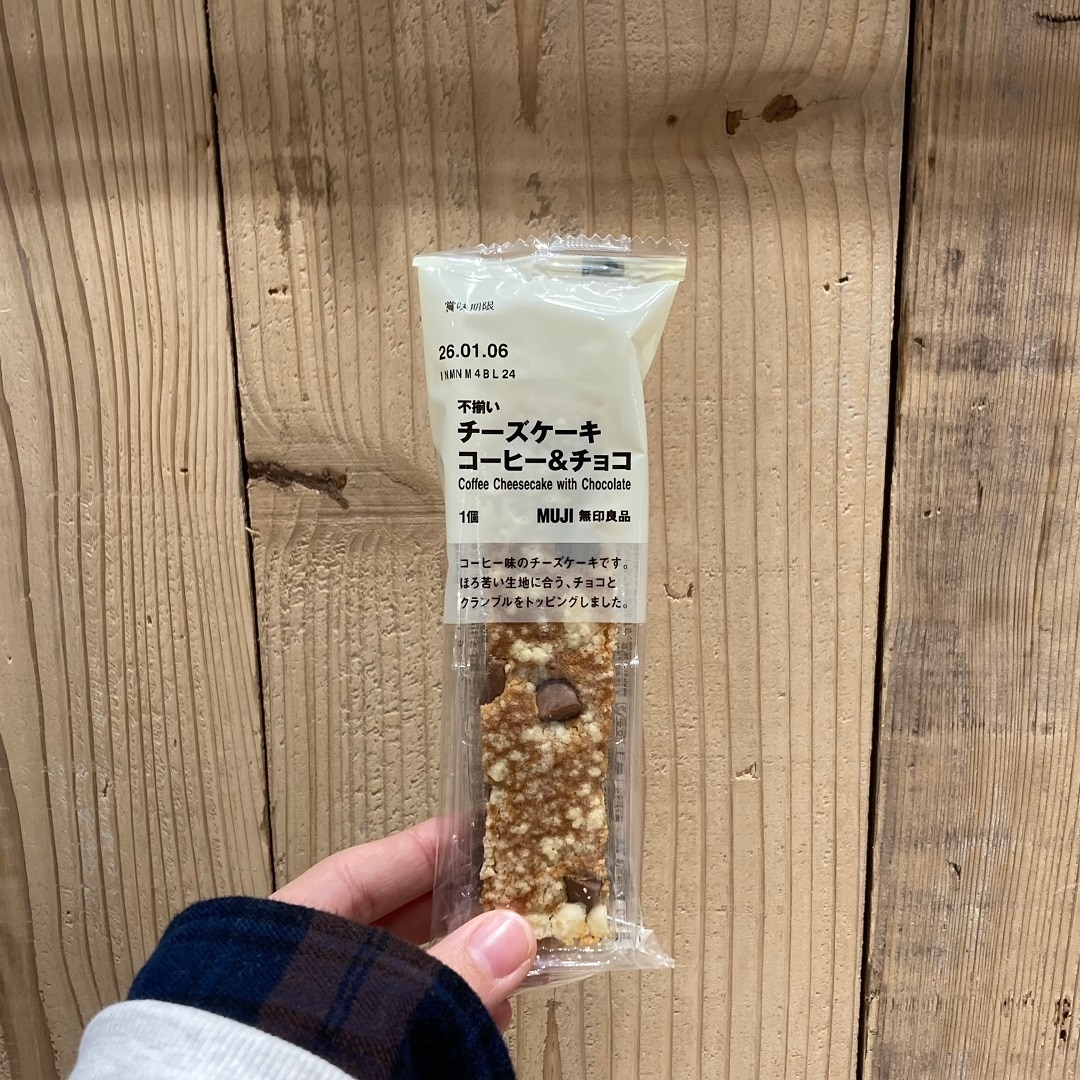 賞味期限
26.01.06
INMN M4BL24
不揃い
チーズケーキ
コーヒー&チョコ
Coffee Cheesecake with Chocolate
1個 MUJI 無印良品
コーヒー味のチーズケーキです。
ほろ苦い生地に合う、チョコと
クランブルをトッピングしました。